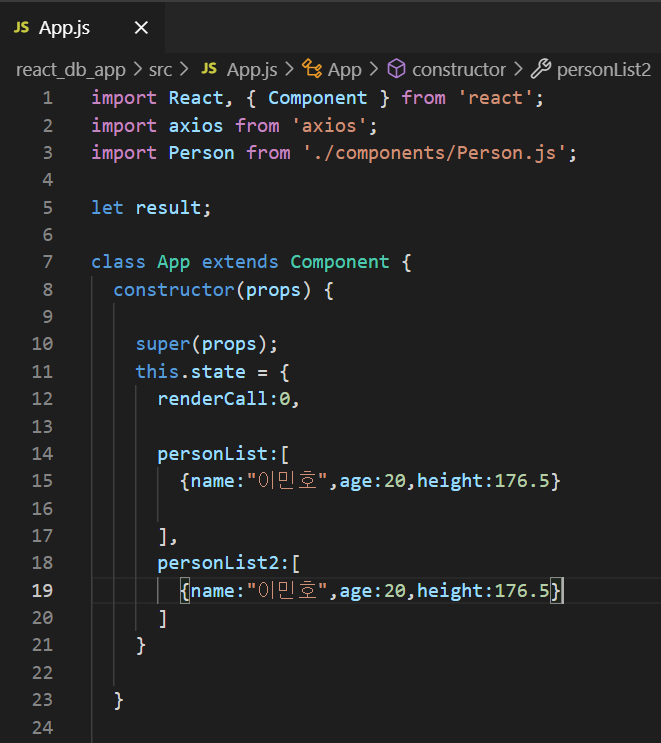 JS App.js ×
react_db_app > src > JS App.js > App > constructor > personList2
1 import React, { Component } from 'react';
2 import axios from 'axios';
3 import Person from './components/Person.js';
4
5 let result;
6
7 class App extends Component {
8 constructor(props) {
9
10 super(props);
11 this.state = {
12 renderCall:0,
13
14 personList:[
15 {name:"이민호",age:20,height:176.5}
16
17 ],
18 personList2:[
19 {name:"이민호",age:20,height:176.5}
20 ]
21 }
22
23 }
24